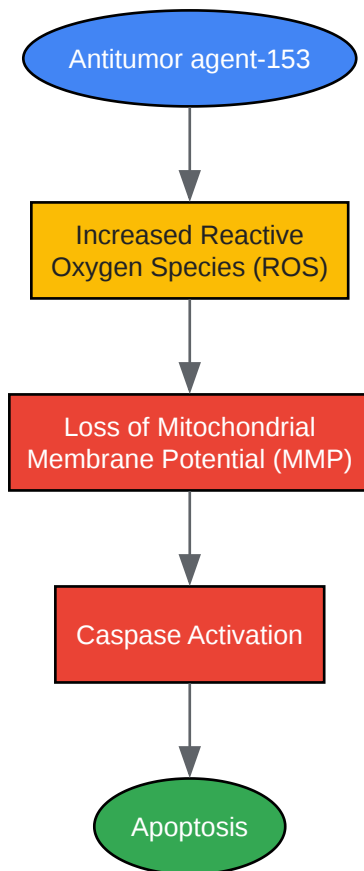 Antitumor agent-153
Increased Reactive
Oxygen Species (ROS)
Loss of Mitochondrial
Membrane Potential (MMP)
Caspase Activation
Apoptosis